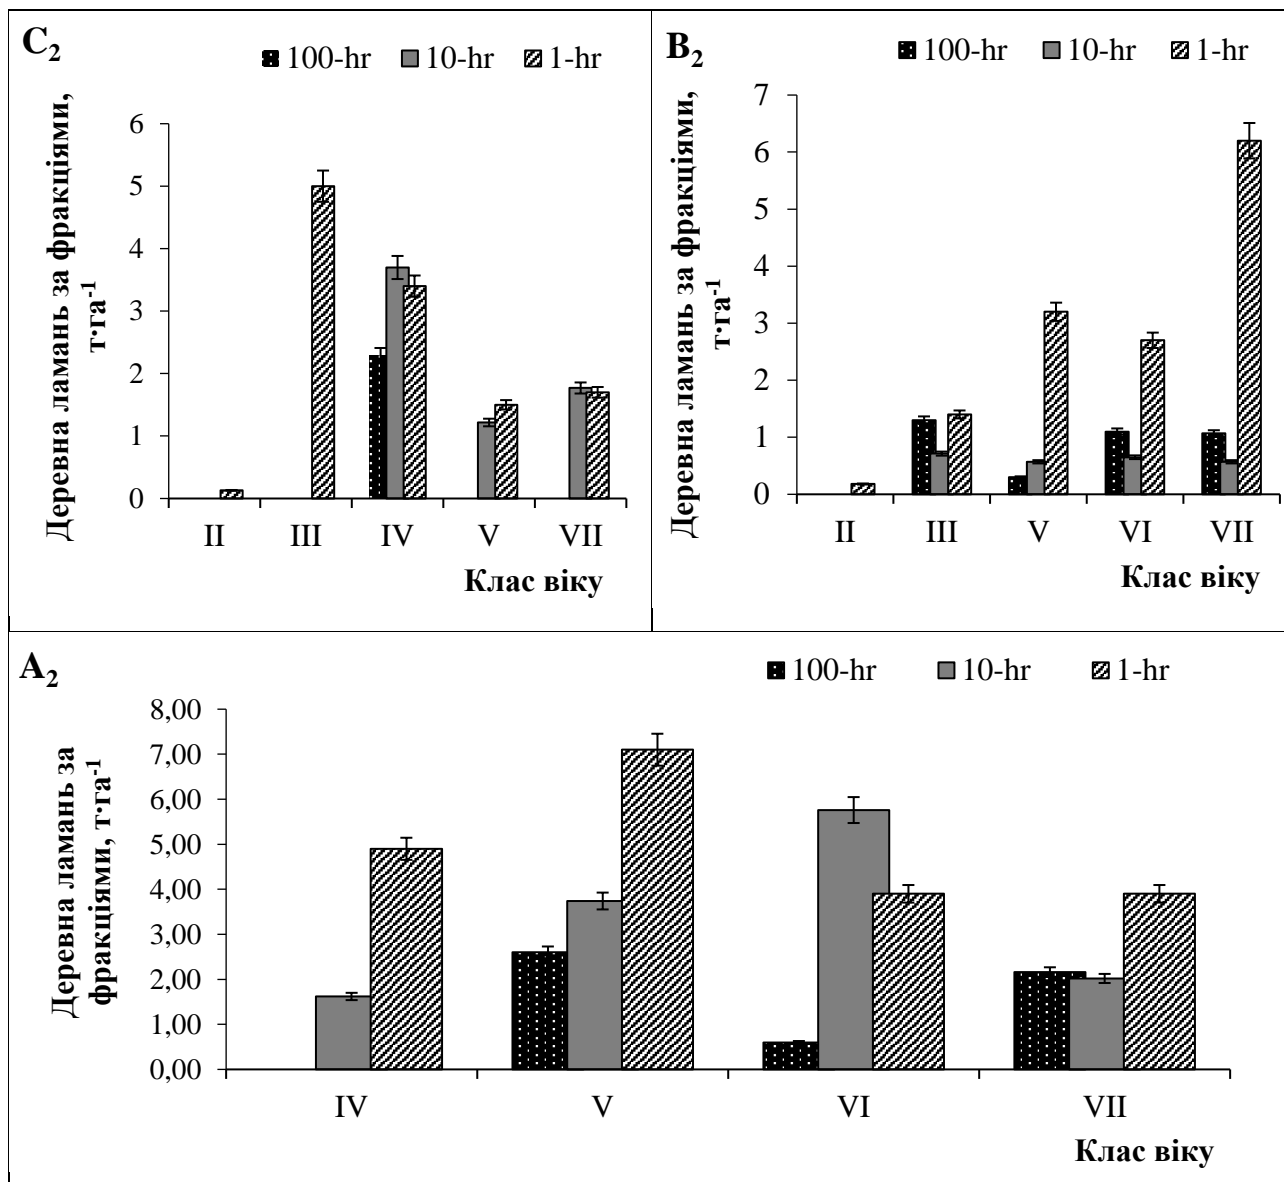 C2
100-hr 10-hr 1-hr
Деревна ламань за фракціями,
т·га-1
6
5
4
3
2
1
0
II III IV V VII
Клас віку
B2
100-hr 10-hr 1-hr
Деревна ламань за фракціями,
т·га-1
7
6
5
4
3
2
1
0
II III V VI VII
Клас віку
A2
100-hr 10-hr 1-hr
Деревна ламань за
фракціями, т·га-1
8,00
7,00
6,00
5,00
4,00
3,00
2,00
1,00
0,00
IV V VI VII
Клас віку